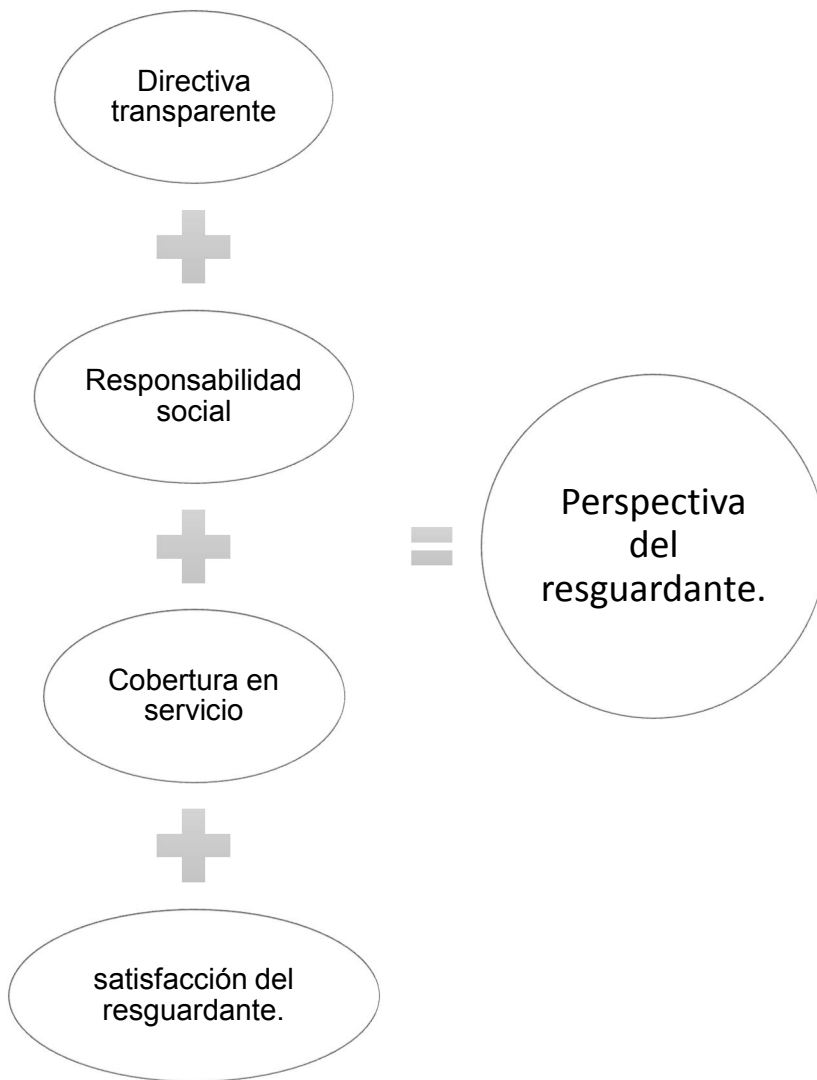 Directiva
transparente
Responsabilidad
social
Cobertura en
servicio
satisfacción del
resguardante.
Perspectiva
del
resguardante.